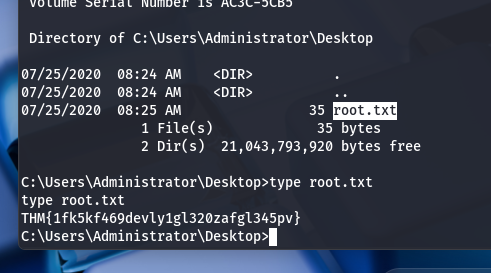 Volume Serial Number is AC3C-5CB5
Directory of C:\Users\Administrator\Desktop
07/25/2020  08:24 AM    <DIR>          .
07/25/2020  08:24 AM    <DIR>          ..
07/25/2020  08:25 AM                35 root.txt
1 File(s)             35 bytes
2 Dir(s)  21,043,793,920 bytes free
C:\Users\Administrator\Desktop>type root.txt
type root.txt
THM{1fk5kf469devly1gl320zafgl345pv}
C:\Users\Administrator\Desktop>